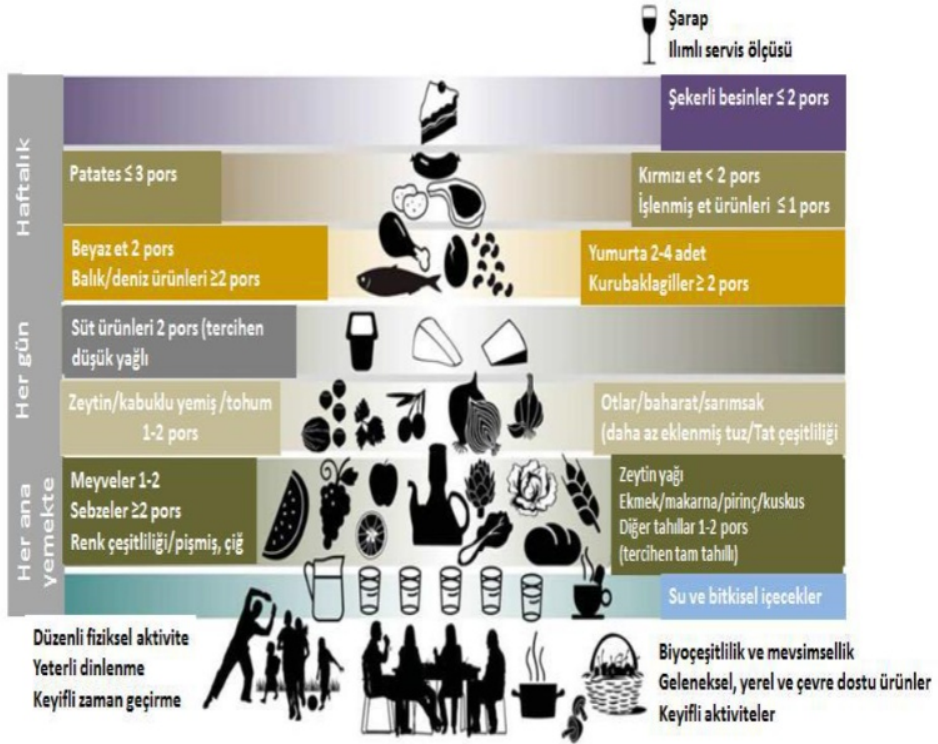 Şarap
Ilımlı servis ölçüsü
Haftalık
Şekerli besinler ≤ 2 pors
Patates ≤ 3 pors
Kırmızı et < 2 pors
İşlenmiş et ürünleri ≤ 1 pors
Beyaz et 2 pors
Balık/deniz ürünleri ≥2 pors
Yumurta 2-4 adet
Kurubaklagiller ≥ 2 pors
Her gün
Süt ürünleri 2 pors (tercihen
düşük yağlı
Zeytin/kabuklu yemiş /tohum
1-2 pors
Otlar/baharat/sarımsak
(daha az eklenmiş tuz/Tat çeşitliliği
Her ana
yemekte
Meyveler 1-2
Sebzeler ≥2 pors
Renk çeşitliliği/pişmiş, çiğ
Zeytin yağı
Ekmek/makarna/pirinç/kuskus
Diğer tahıllar 1-2 pors
(tercihen tam tahıllı)
Su ve bitkisel içecekler
Düzenli fiziksel aktivite
Yeterli dinlenme
Keyifli zaman geçirme
Biyoçeşitlilik ve mevsimsellik
Geleneksel, yerel ve çevre dostu ürünler
Keyifli aktiviteler